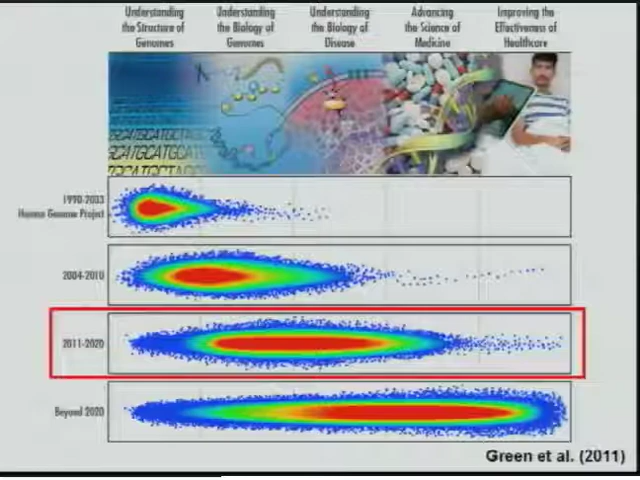 Understanding the Structure of Genomes
Understanding the Biology of Genomes
Understanding the Biology of Disease
Advancing the Science of Medicine
Improving the Effectiveness of Healthcare
GCATGCATGCTAG
GCATGCATGCAT
1990-2003
Human Genome Project
2004-2010
2011-2020
Beyond 2020
Green et al. (2011)